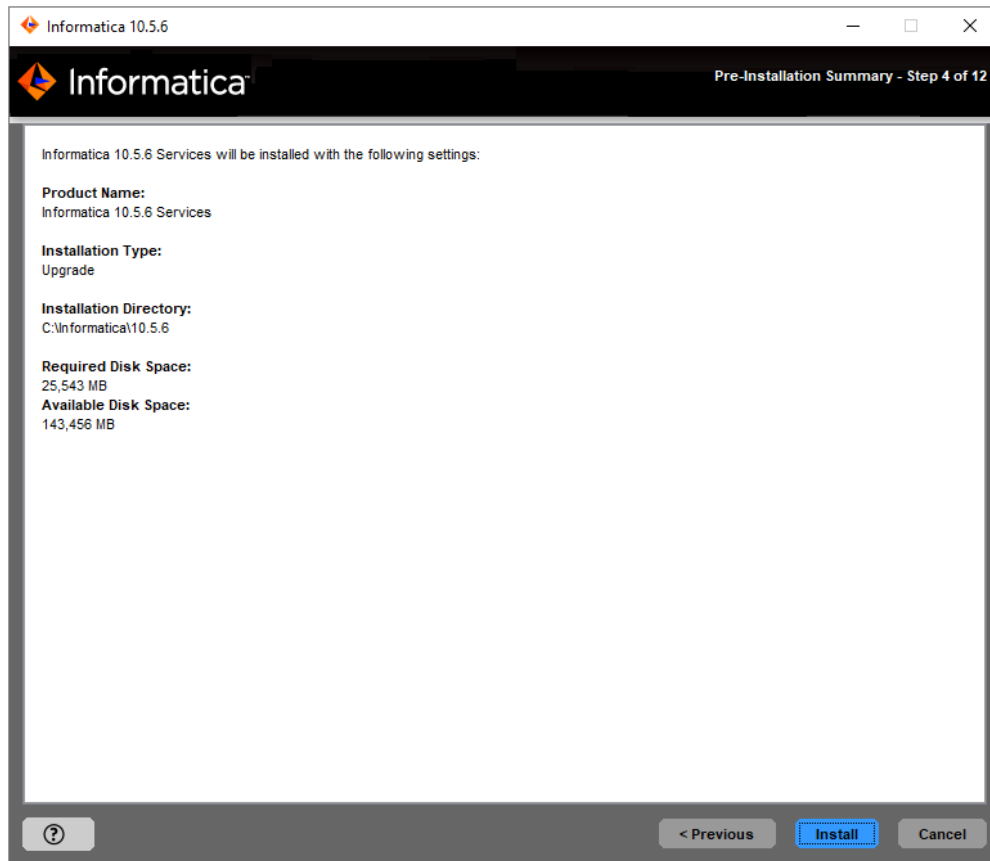 Informatica 10.5.6
Informatica
Pre-Installation Summary - Step 4 of 12
Informatica 10.5.6 Services will be installed with the following settings:
Product Name:
Informatica 10.5.6 Services
Installation Type:
Upgrade
Installation Directory:
C:\Informatica\10.5.6
Required Disk Space:
25,543 MB
Available Disk Space:
143,456 MB
< Previous
Install
Cancel